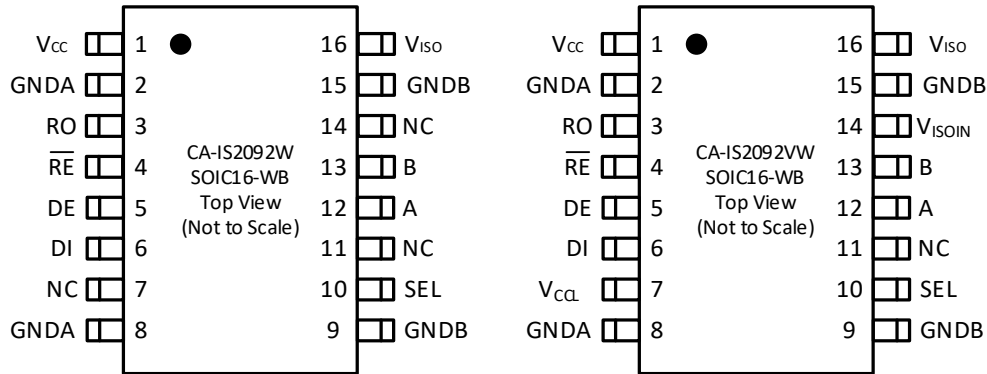 VCC 1 16 VISO
GNDA 2 15 GNDB
RO 3 14 NC
RE 4 13 B
DE 5 12 A
DI 6 11 NC
NC 7 10 SEL
GNDA 8 9 GNDB
CA-IS2092W
SOIC16-WB
Top View
(Not to Scale)
VCC 1 16 VISO
GNDA 2 15 GNDB
RO 3 14 VISOIN
RE 4 13 B
DE 5 12 A
DI 6 11 NC
VCCL 7 10 SEL
GNDA 8 9 GNDB
CA-IS2092VW
SOIC16-WB
Top View
(Not to Scale)